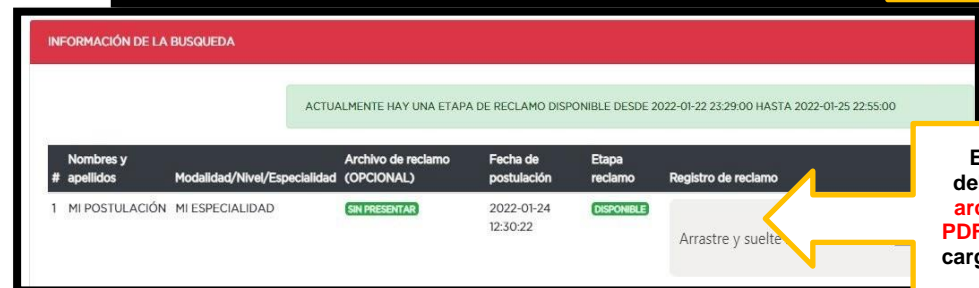 INFORMACIÓN DE LA BUSQUEDA
ACTUALMENTE HAY UNA ETAPA DE RECLAMO DISPONIBLE DESDE 2022-01-22 23:29:00 HASTA 2022-01-25 22:55:00
# Nombres y apellidos Modalidad/Nivel/Especialidad Archivo de reclamo (OPCIONAL) Fecha de postulación Etapa reclamo Registro de reclamo
1 MI POSTULACIÓN MI ESPECIALIDAD SIN PRESENTAR 2022-01-24 12:30:22 DISPONIBLE
Arrastre y suelte
PDF